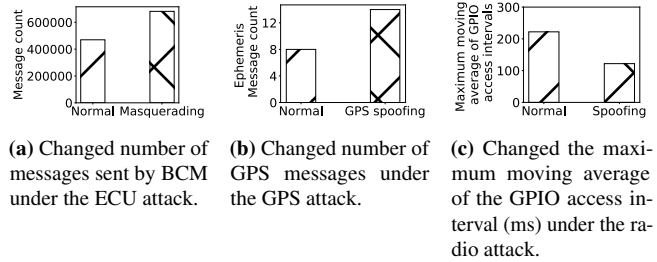 Message count
600000
400000
200000
0
Normal Masquerading
(a) Changed number of
messages sent by BCM
under the ECU attack.
Ephemeris
Message count
12
8
4
0
Normal GPS spoofing
(b) Changed number of
GPS messages under
the GPS attack.
Maximum moving
average of GPIO
access intervals
300
200
100
0
Normal Spoofing
(c) Changed the maxi-
mum moving average
of the GPIO access in-
terval (ms) under the ra-
dio attack.